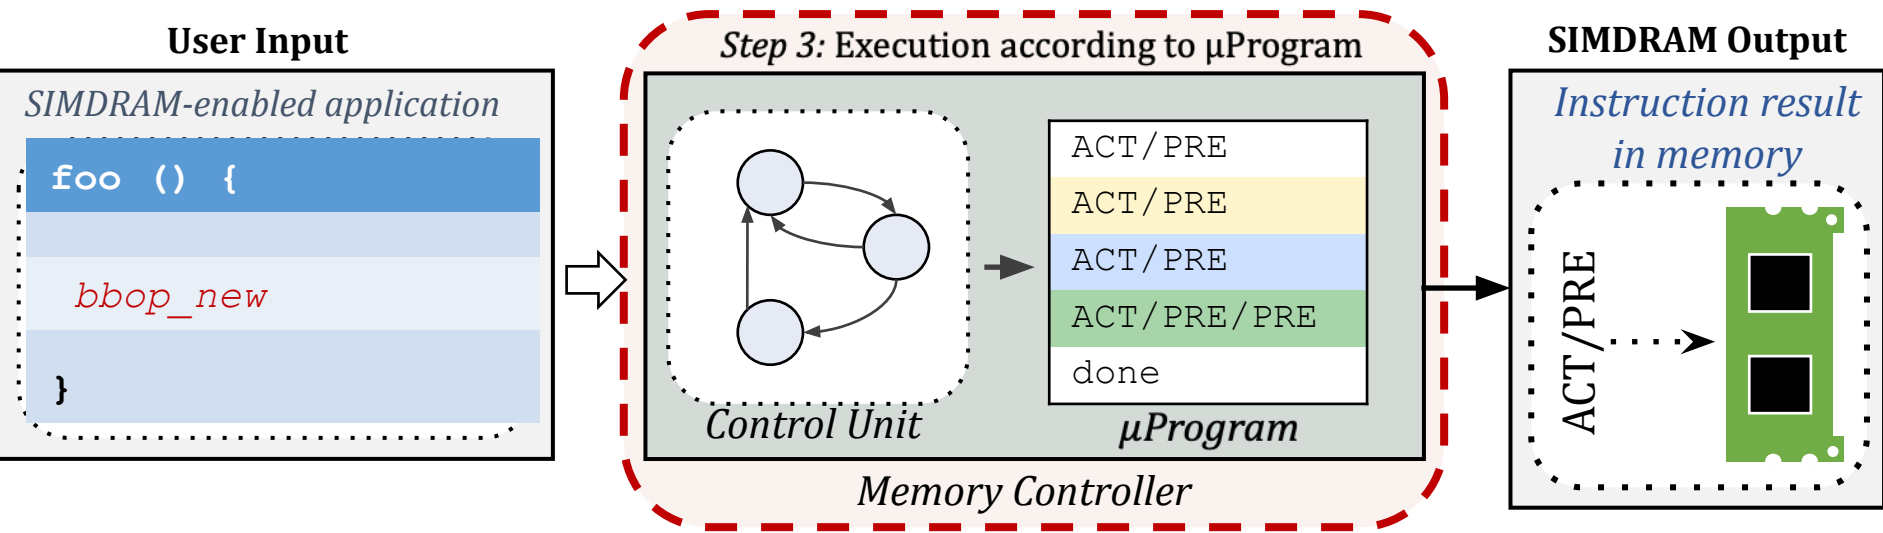 User Input
SIMDRAM-enabled application
foo () {
bbop_new
}
Step 3: Execution according to μProgram
Control Unit
ACT/PRE
ACT/PRE
ACT/PRE
ACT/PRE/PRE
done
μProgram
Memory Controller
SIMDRAM Output
Instruction result
in memory
ACT/PRE